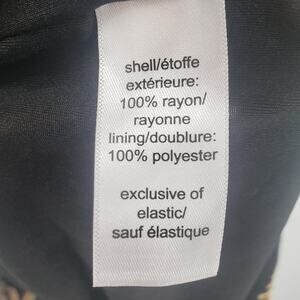 shell/étoffe
extérieure:
100% rayon/
rayonne
lining/doublure:
100% polyester
exclusive of
elastic/
sauf élastique